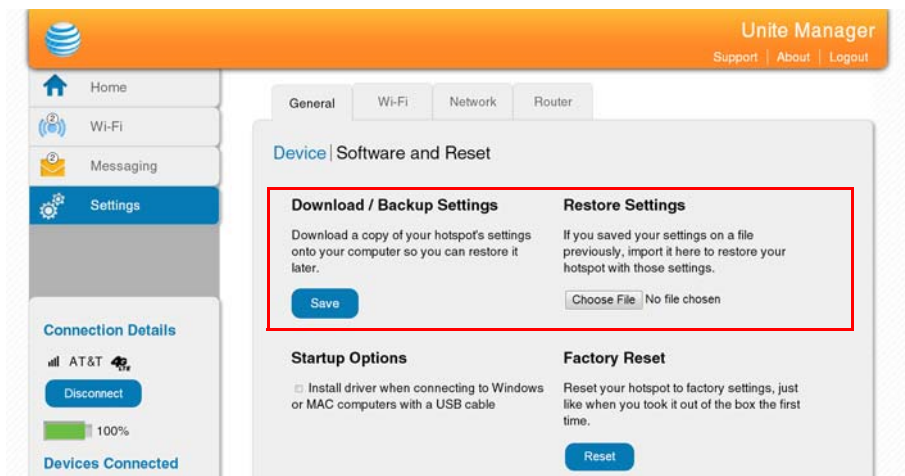 Unite Manager
Support | About | Logout
Home
2
Wi-Fi
2
Messaging
Settings
Connection Details
AT&T 4G LTE
Disconnect
100%
Devices Connected
General
Wi-Fi
Network
Router
Device | Software and Reset
Download / Backup Settings
Download a copy of your hotspot's settings
onto your computer so you can restore it
later.
Save
Restore Settings
If you saved your settings on a file
previously, import it here to restore your
hotspot with those settings.
Choose File No file chosen
Startup Options
Install driver when connecting to Windows
or MAC computers with a USB cable
Factory Reset
Reset your hotspot to factory settings, just
like when you took it out of the box the first
time.
Reset